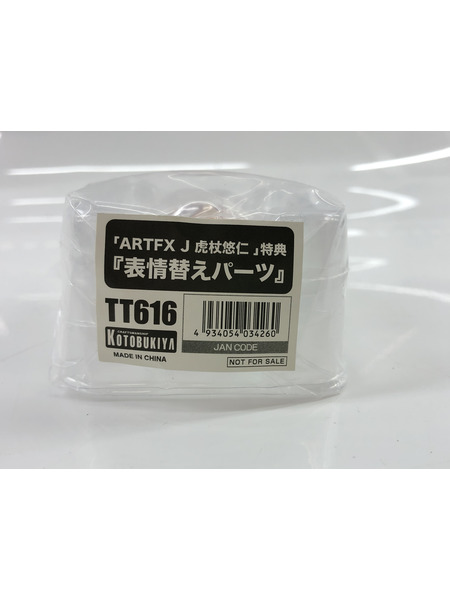 「ARTFX J 虎杖悠仁 」特典
『表情替えパーツ』
TT616
CRAFTSMANSHIP
KOTOBUKIYA
MADE IN CHINA
4 934054 034260
JAN CODE
NOT FOR SALE